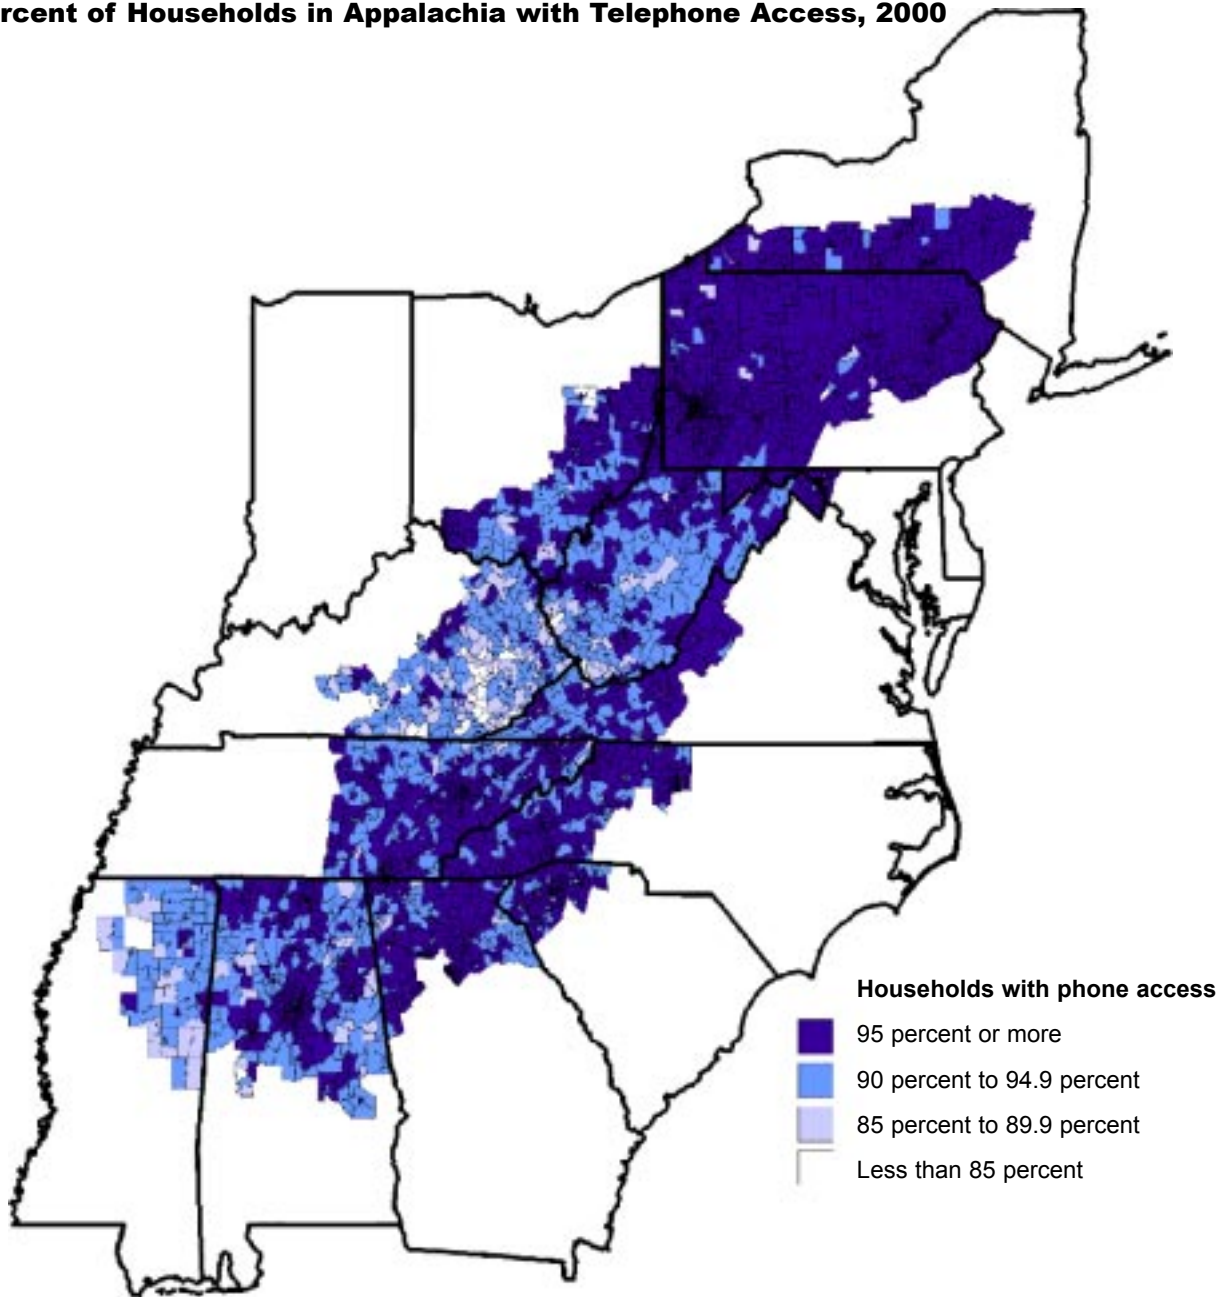 rcent of Households in Appalachia with Telephone Access, 2000
Households with phone access
95 percent or more
90 percent to 94.9 percent
85 percent to 89.9 percent
Less than 85 percent